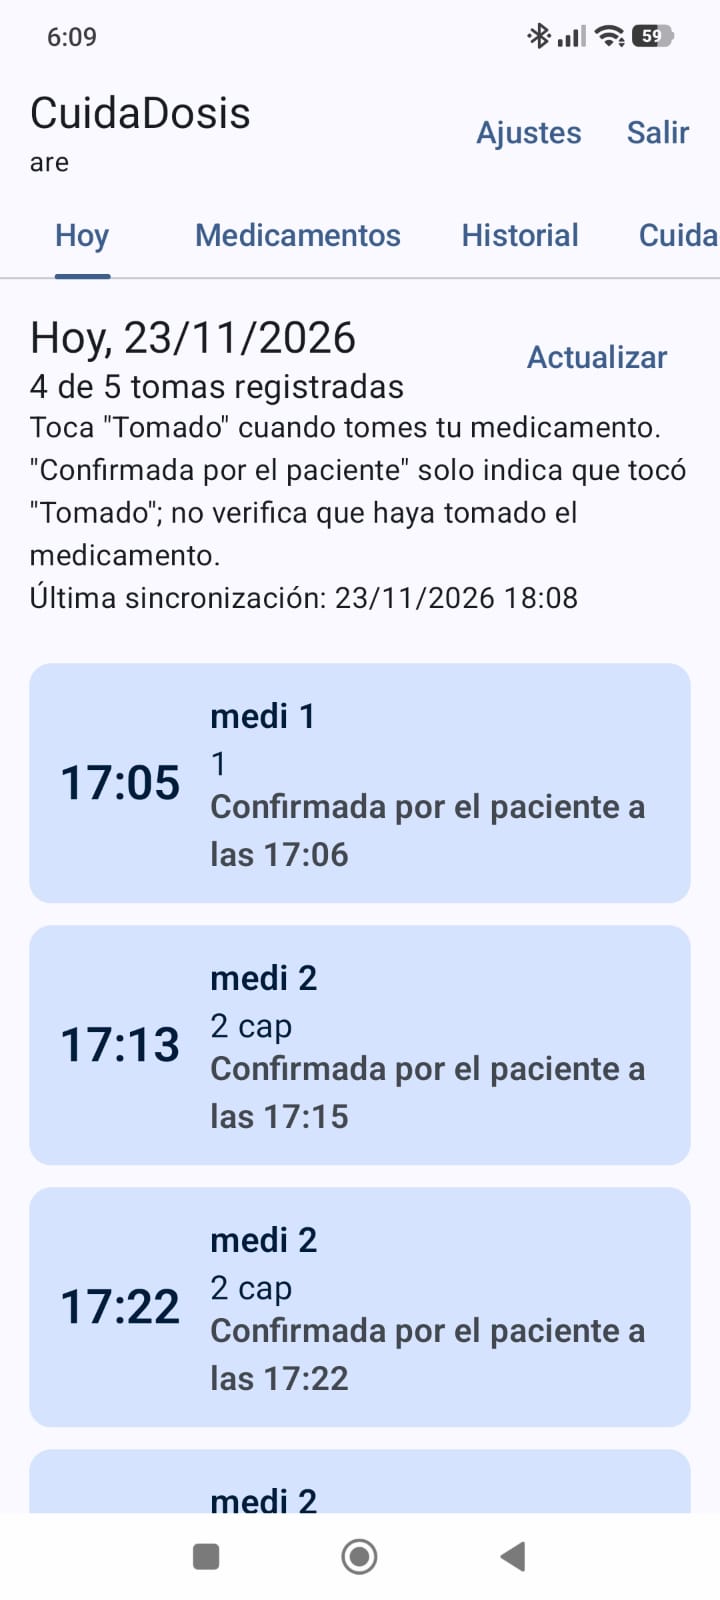 6:09
59
CuidaDosis
are
Ajustes
Salir
Hoy
Medicamentos
Historial
Cuida
Hoy, 23/11/2026
Actualizar
4 de 5 tomas registradas
Toca "Tomado" cuando tomes tu medicamento.
"Confirmada por el paciente" solo indica que tocó
"Tomado"; no verifica que haya tomado el
medicamento.
Última sincronización: 23/11/2026 18:08
17:05
medi 1
1
Confirmada por el paciente a
las 17:06
17:13
medi 2
2 cap
Confirmada por el paciente a
las 17:15
17:22
medi 2
2 cap
Confirmada por el paciente a
las 17:22
medi 2